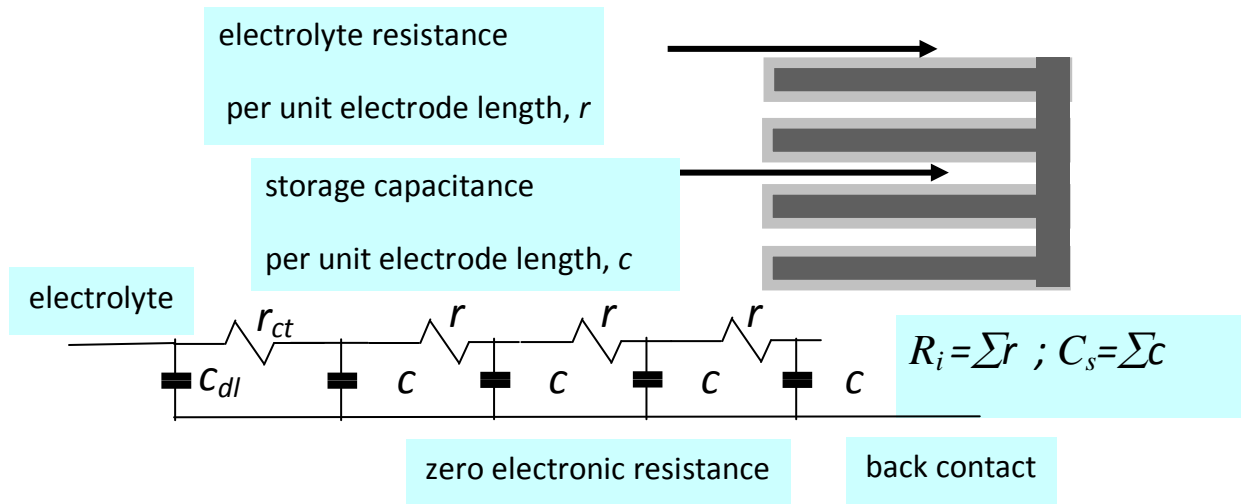 electrolyte resistance
per unit electrode length, r
storage capacitance
per unit electrode length, c
electrolyte
r_ct
r
r
r
R_i=∑r ; C_s=∑c
c_dl
c
c
c
c
zero electronic resistance
back contact